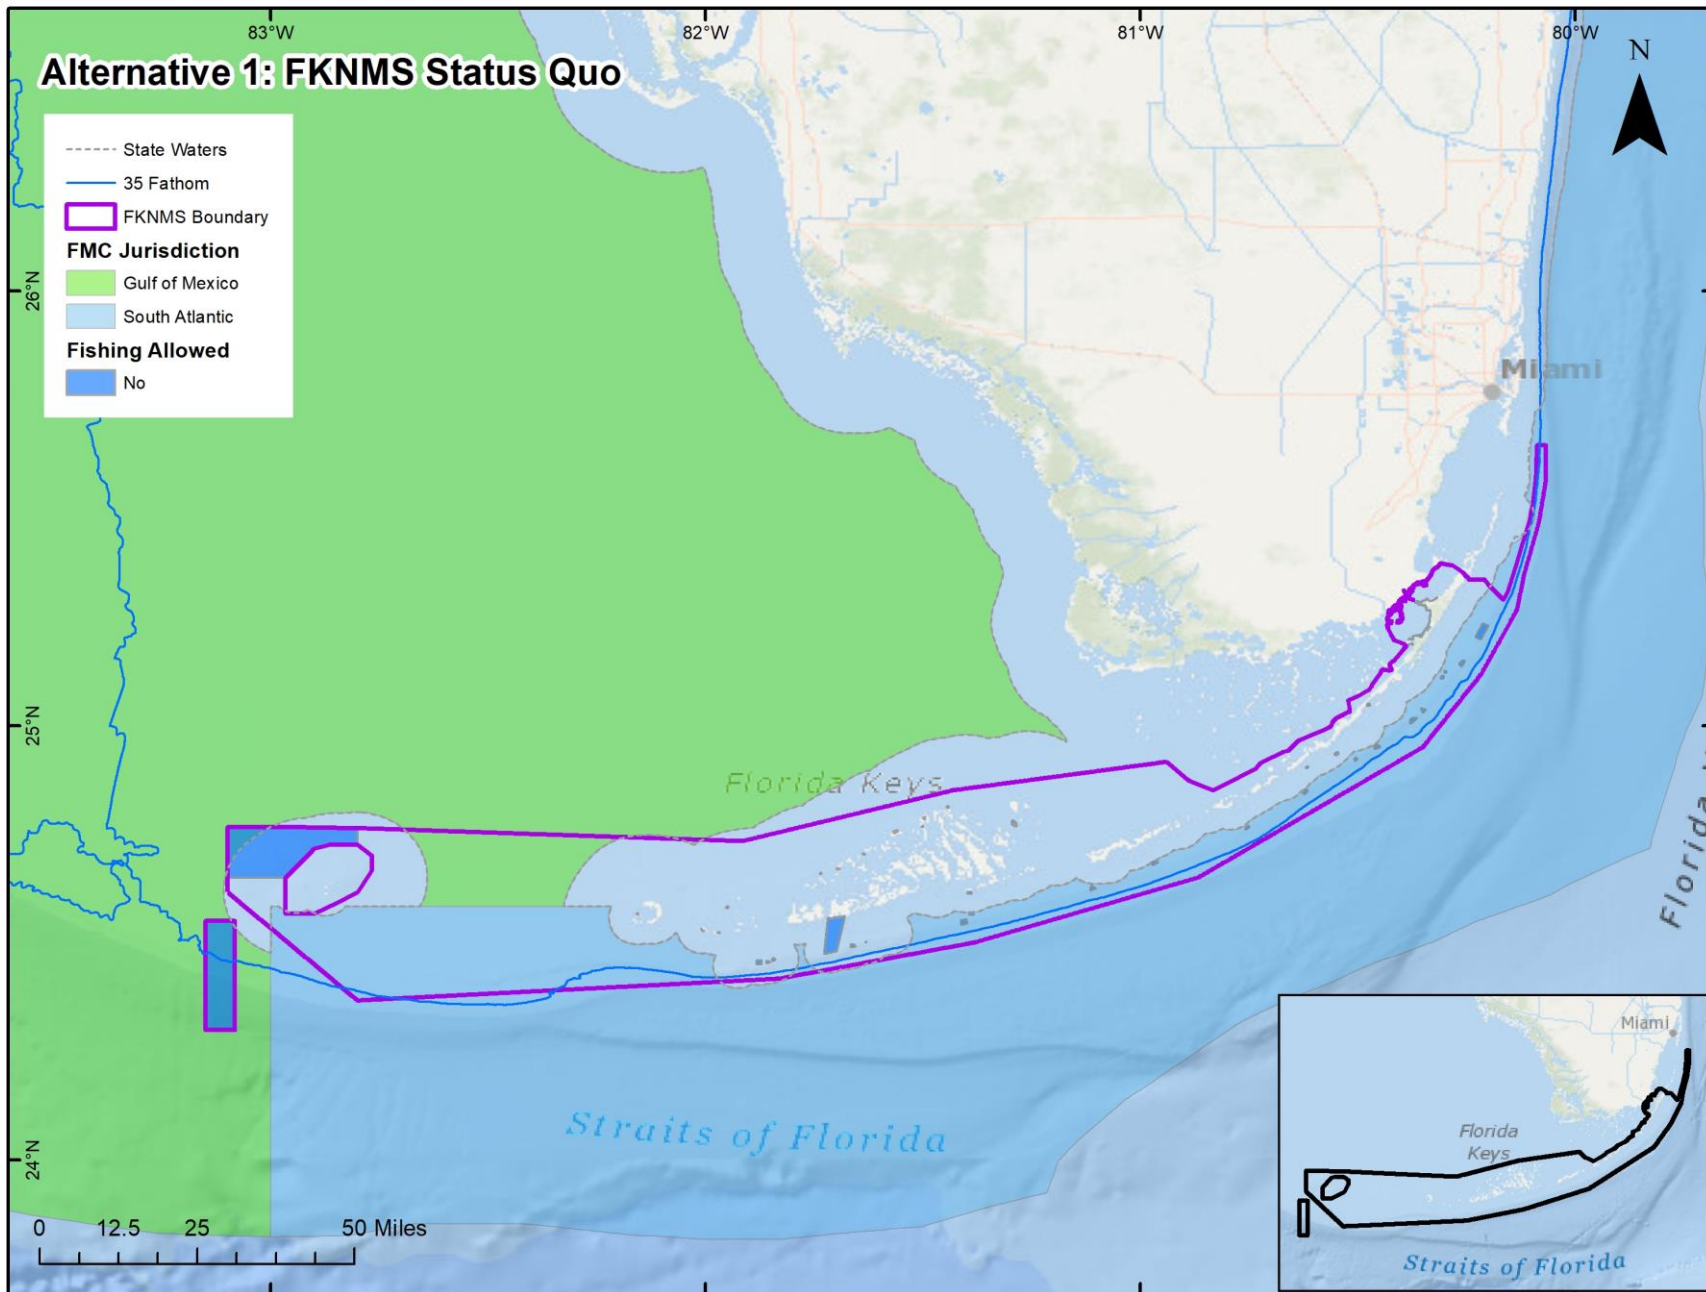 83°W
82°W
81°W
80°W
Alternative 1: FKNMS Status Quo
N
State Waters
35 Fathom
FKNMS Boundary
FMC Jurisdiction
Gulf of Mexico
South Atlantic
Fishing Allowed
No
26°N
Miami
25°N
Florida Keys
Florida
24°N
Straits of Florida
0 12.5 25 50 Miles
Miami
Florida
Keys
Straits of Florida